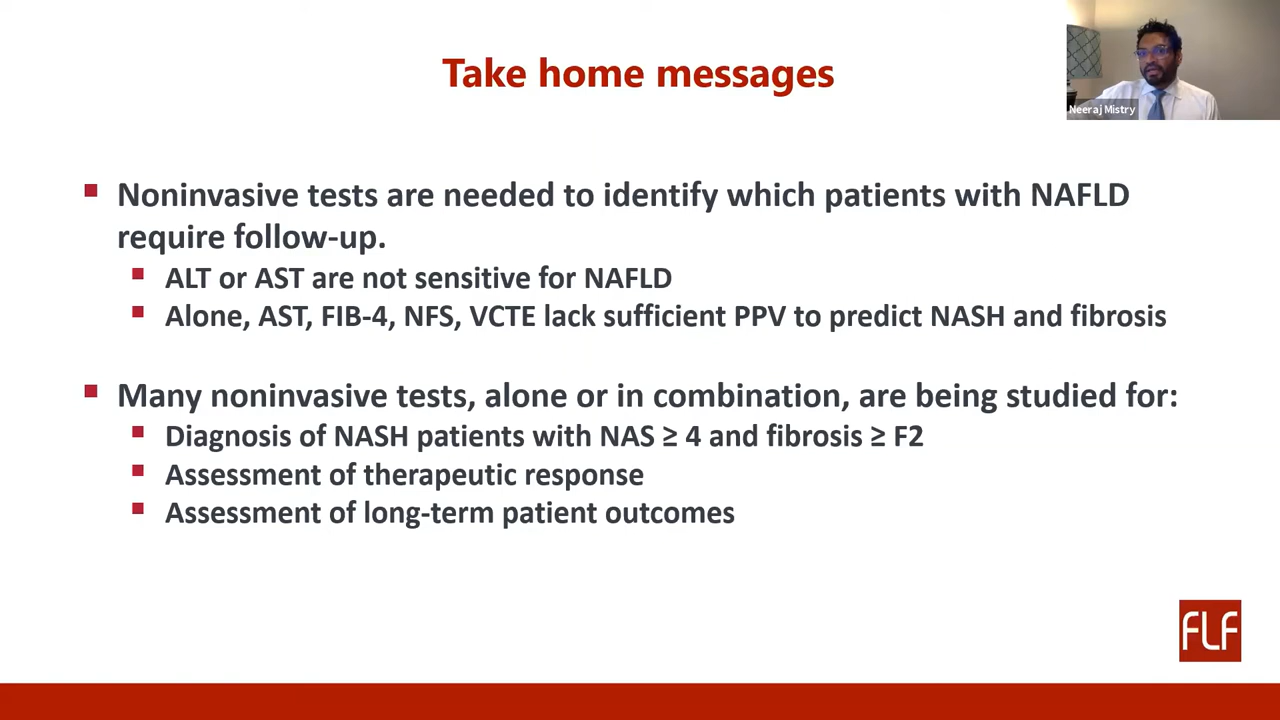 Take home messages
Neeraj Mistry
Noninvasive tests are needed to identify which patients with NAFLD
require follow-up.
ALT or AST are not sensitive for NAFLD
Alone, AST, FIB-4, NFS, VCTE lack sufficient PPV to predict NASH and fibrosis
Many noninvasive tests, alone or in combination, are being studied for:
Diagnosis of NASH patients with NAS ≥ 4 and fibrosis ≥ F2
Assessment of therapeutic response
Assessment of long-term patient outcomes
FLF